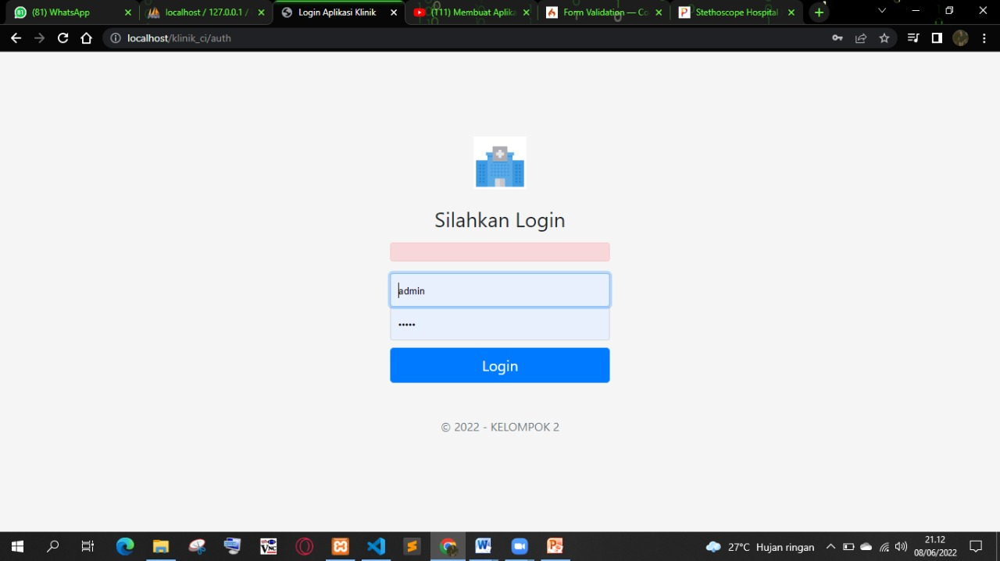 (81) WhatsApp
localhost / 127.0.0.1 /
Login Aplikasi Klinik
(111) Membuat Aplika
Form Validation — Co
Stethoscope Hospital
localhost/klinik_ci/auth
Silahkan Login
admin
•••••
Login
© 2022 - KELOMPOK 2
27°C Hujan ringan
21.12
08/06/2022